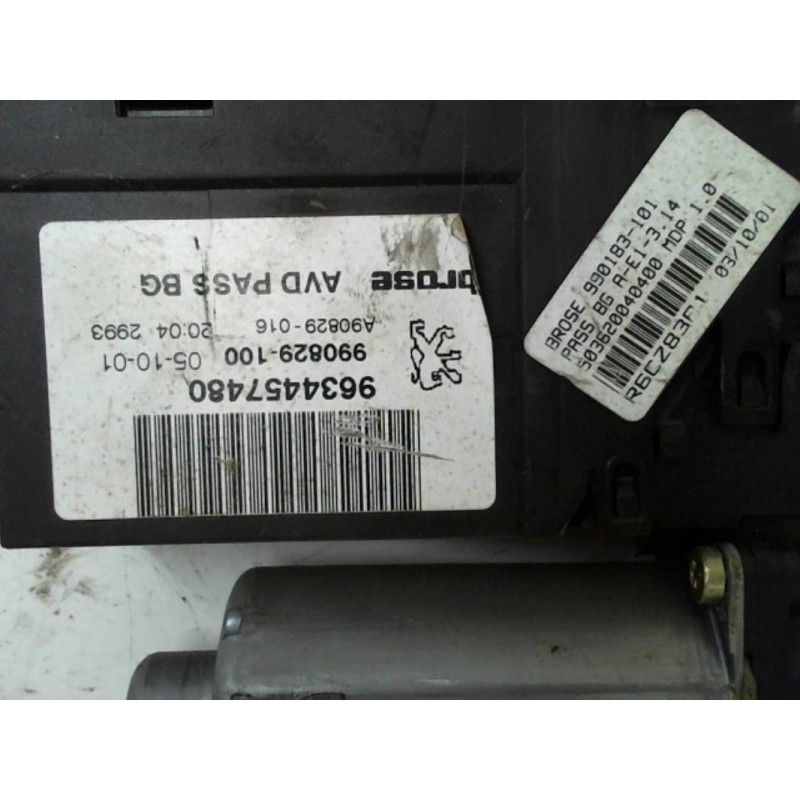 brose AVD PASS BG
A90829-016 20.04 2993
990829-100 05-10-01
9634457480
BROSE 990183-101
PASS BG A-E1-3.14
503620040400 MDP 1.0
03/10/01